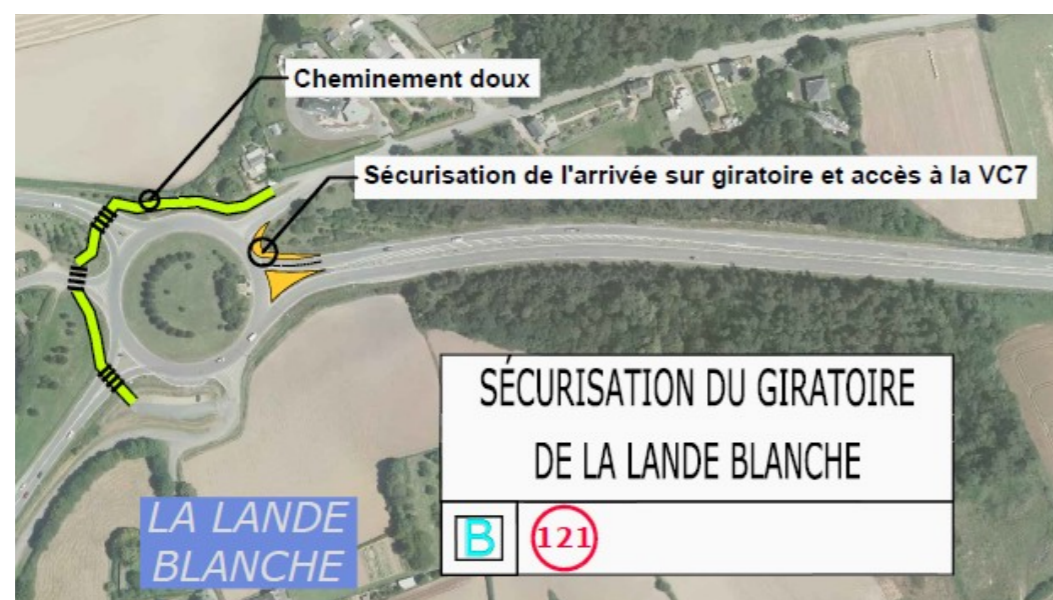 Cheminement doux
Sécurisation de l'arrivée sur giratoire et accès à la VC7
SÉCURISATION DU GIRATOIRE
DE LA LANDE BLANCHE
B 121
LA LANDE
BLANCHE